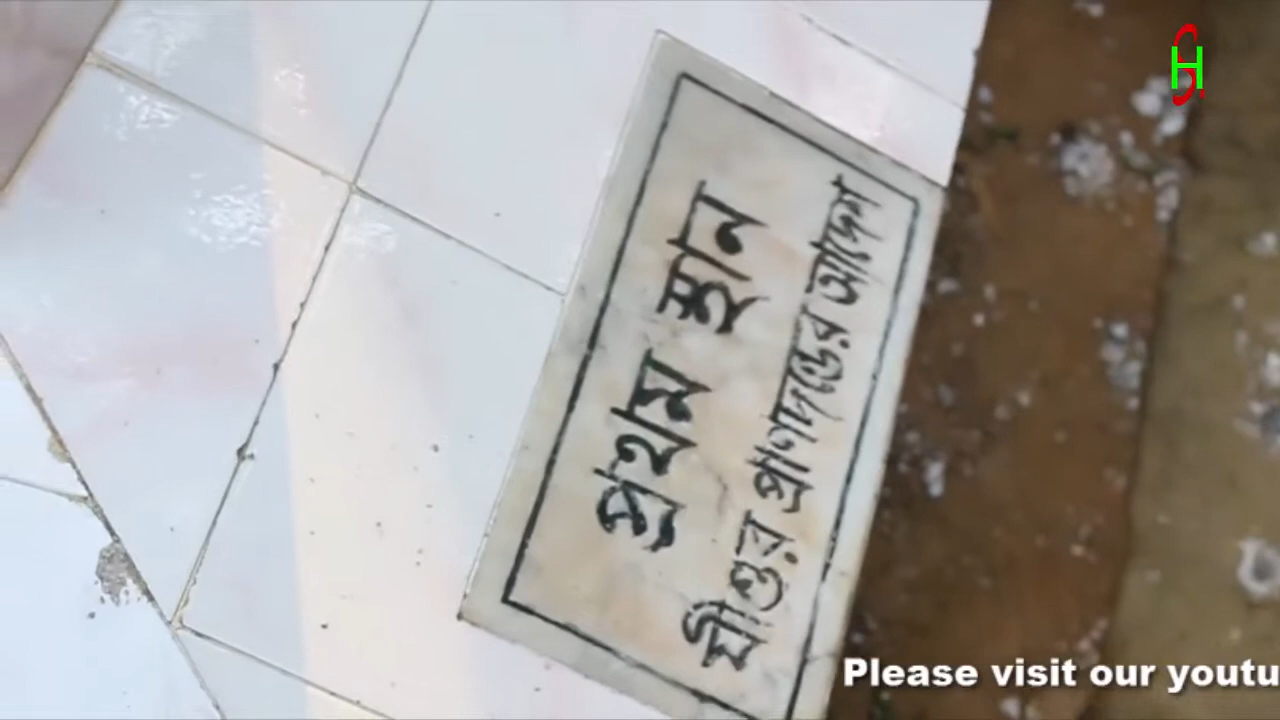 প্রথম স্থান
যীশুর প্রাণদণ্ডের আদেশ
Please visit our youtu